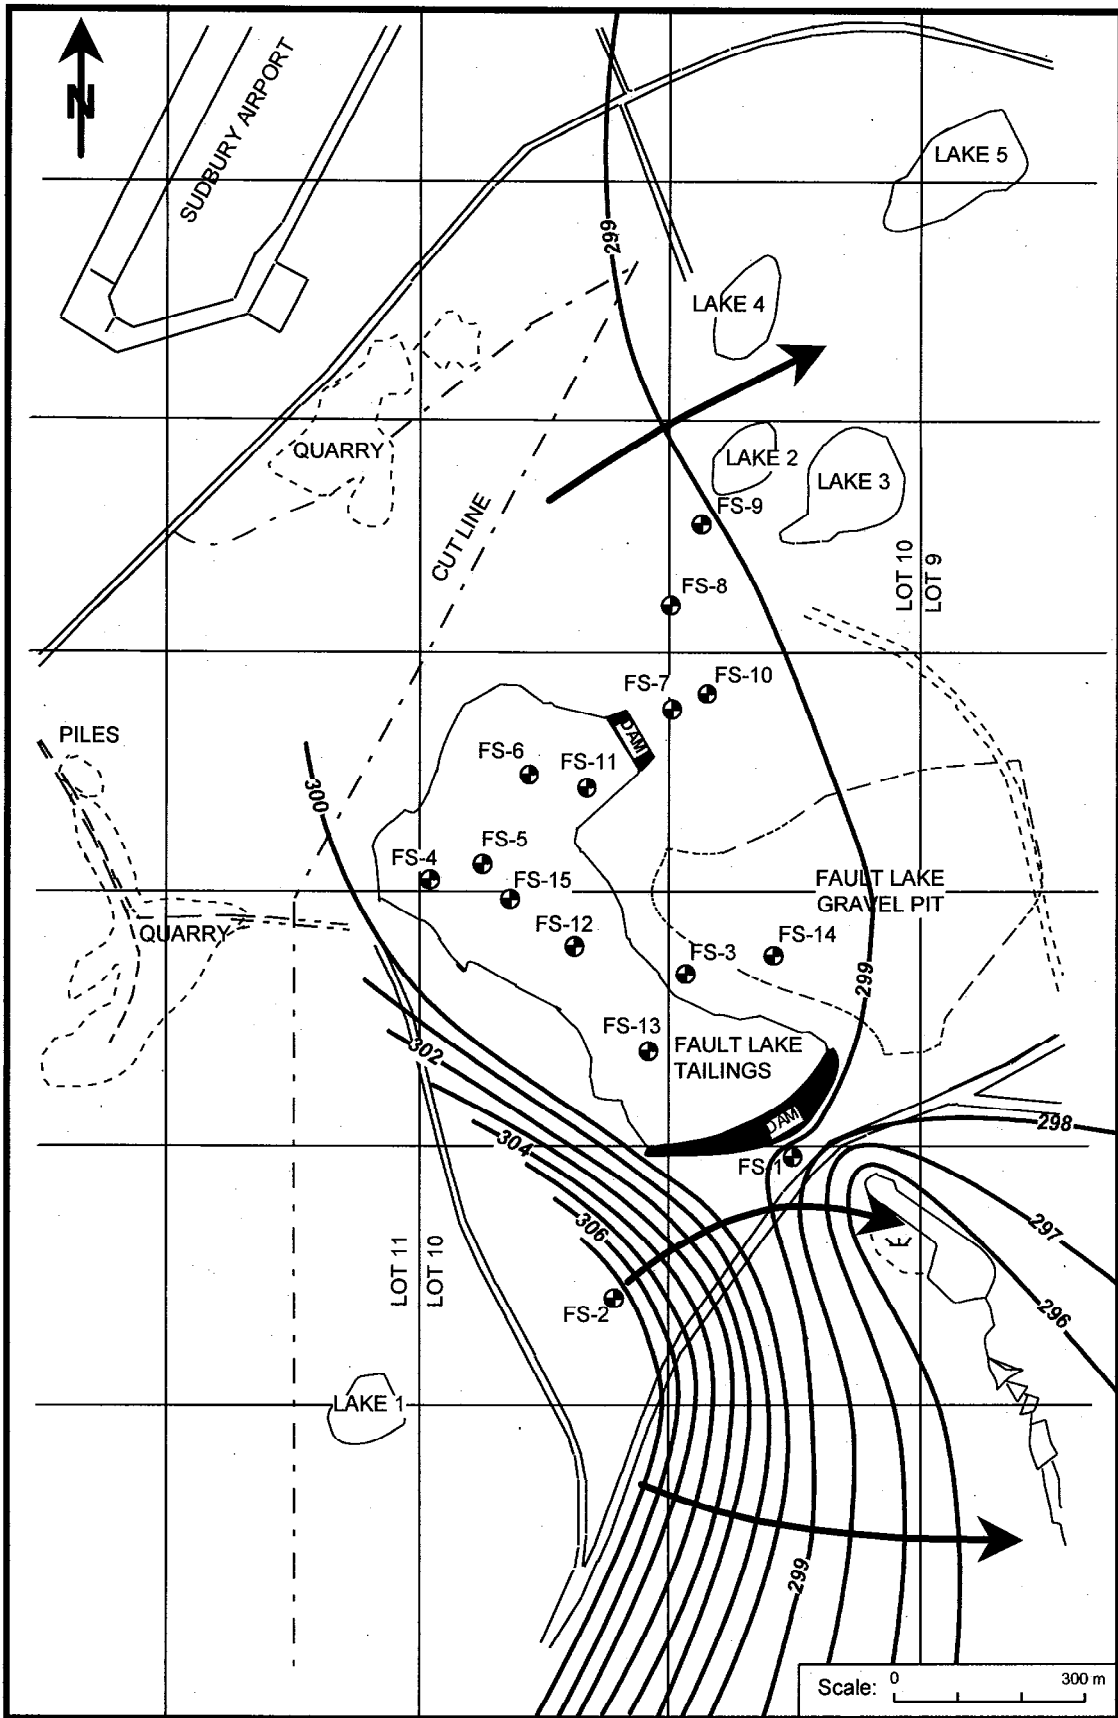 N
SUDBURY AIRPORT
LAKE 5
299
LAKE 4
QUARRY
LAKE 2
LAKE 3
FS-9
CUT LINE
LOT 10
LOT 9
FS-8
FS-7
FS-10
PILES
DAM
FS-6
FS-11
300
FS-5
FS-4
FS-15
FAULT LAKE
GRAVEL PIT
QUARRY
FS-12
FS-3
FS-14
299
FS-13
302
FAULT LAKE
TAILINGS
DAM
298
304
FS-1
306
297
LOT 11
LOT 10
FS-2
296
LAKE 1
299
Scale:
0
300 m